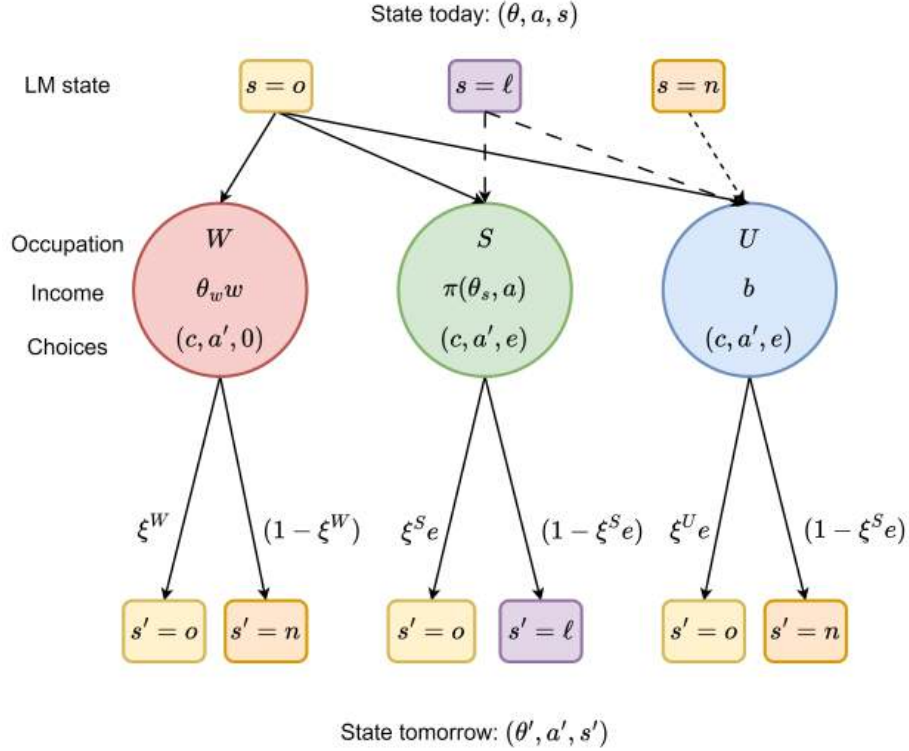 State today: (θ, a, s)
LM state
s = o
s = ℓ
s = n
Occupation
W
S
U
Income
θ_w w
π(θ_s, a)
b
Choices
(c, a′, 0)
(c, a′, e)
(c, a′, e)
ξ^W
(1 − ξ^W)
ξ^S e
(1 − ξ^S e)
ξ^U e
(1 − ξ^S e)
s′ = o
s′ = n
s′ = o
s′ = ℓ
s′ = o
s′ = n
State tomorrow: (θ′, a′, s′)